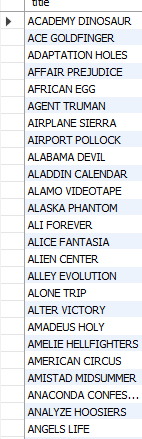 title
ACADEMY DINOSAUR
ACE GOLDFINGER
ADAPTATION HOLES
AFFAIR PREJUDICE
AFRICAN EGG
AGENT TRUMAN
AIRPLANE SIERRA
AIRPORT POLLOCK
ALABAMA DEVIL
ALADDIN CALENDAR
ALAMO VIDEOTAPE
ALASKA PHANTOM
ALI FOREVER
ALICE FANTASIA
ALIEN CENTER
ALLEY EVOLUTION
ALONE TRIP
ALTER VICTORY
AMADEUS HOLY
AMELIE HELLFIGHTERS
AMERICAN CIRCUS
AMISTAD MIDSUMMER
ANACONDA CONFES...
ANALYZE HOOSIERS
ANGELS LIFE